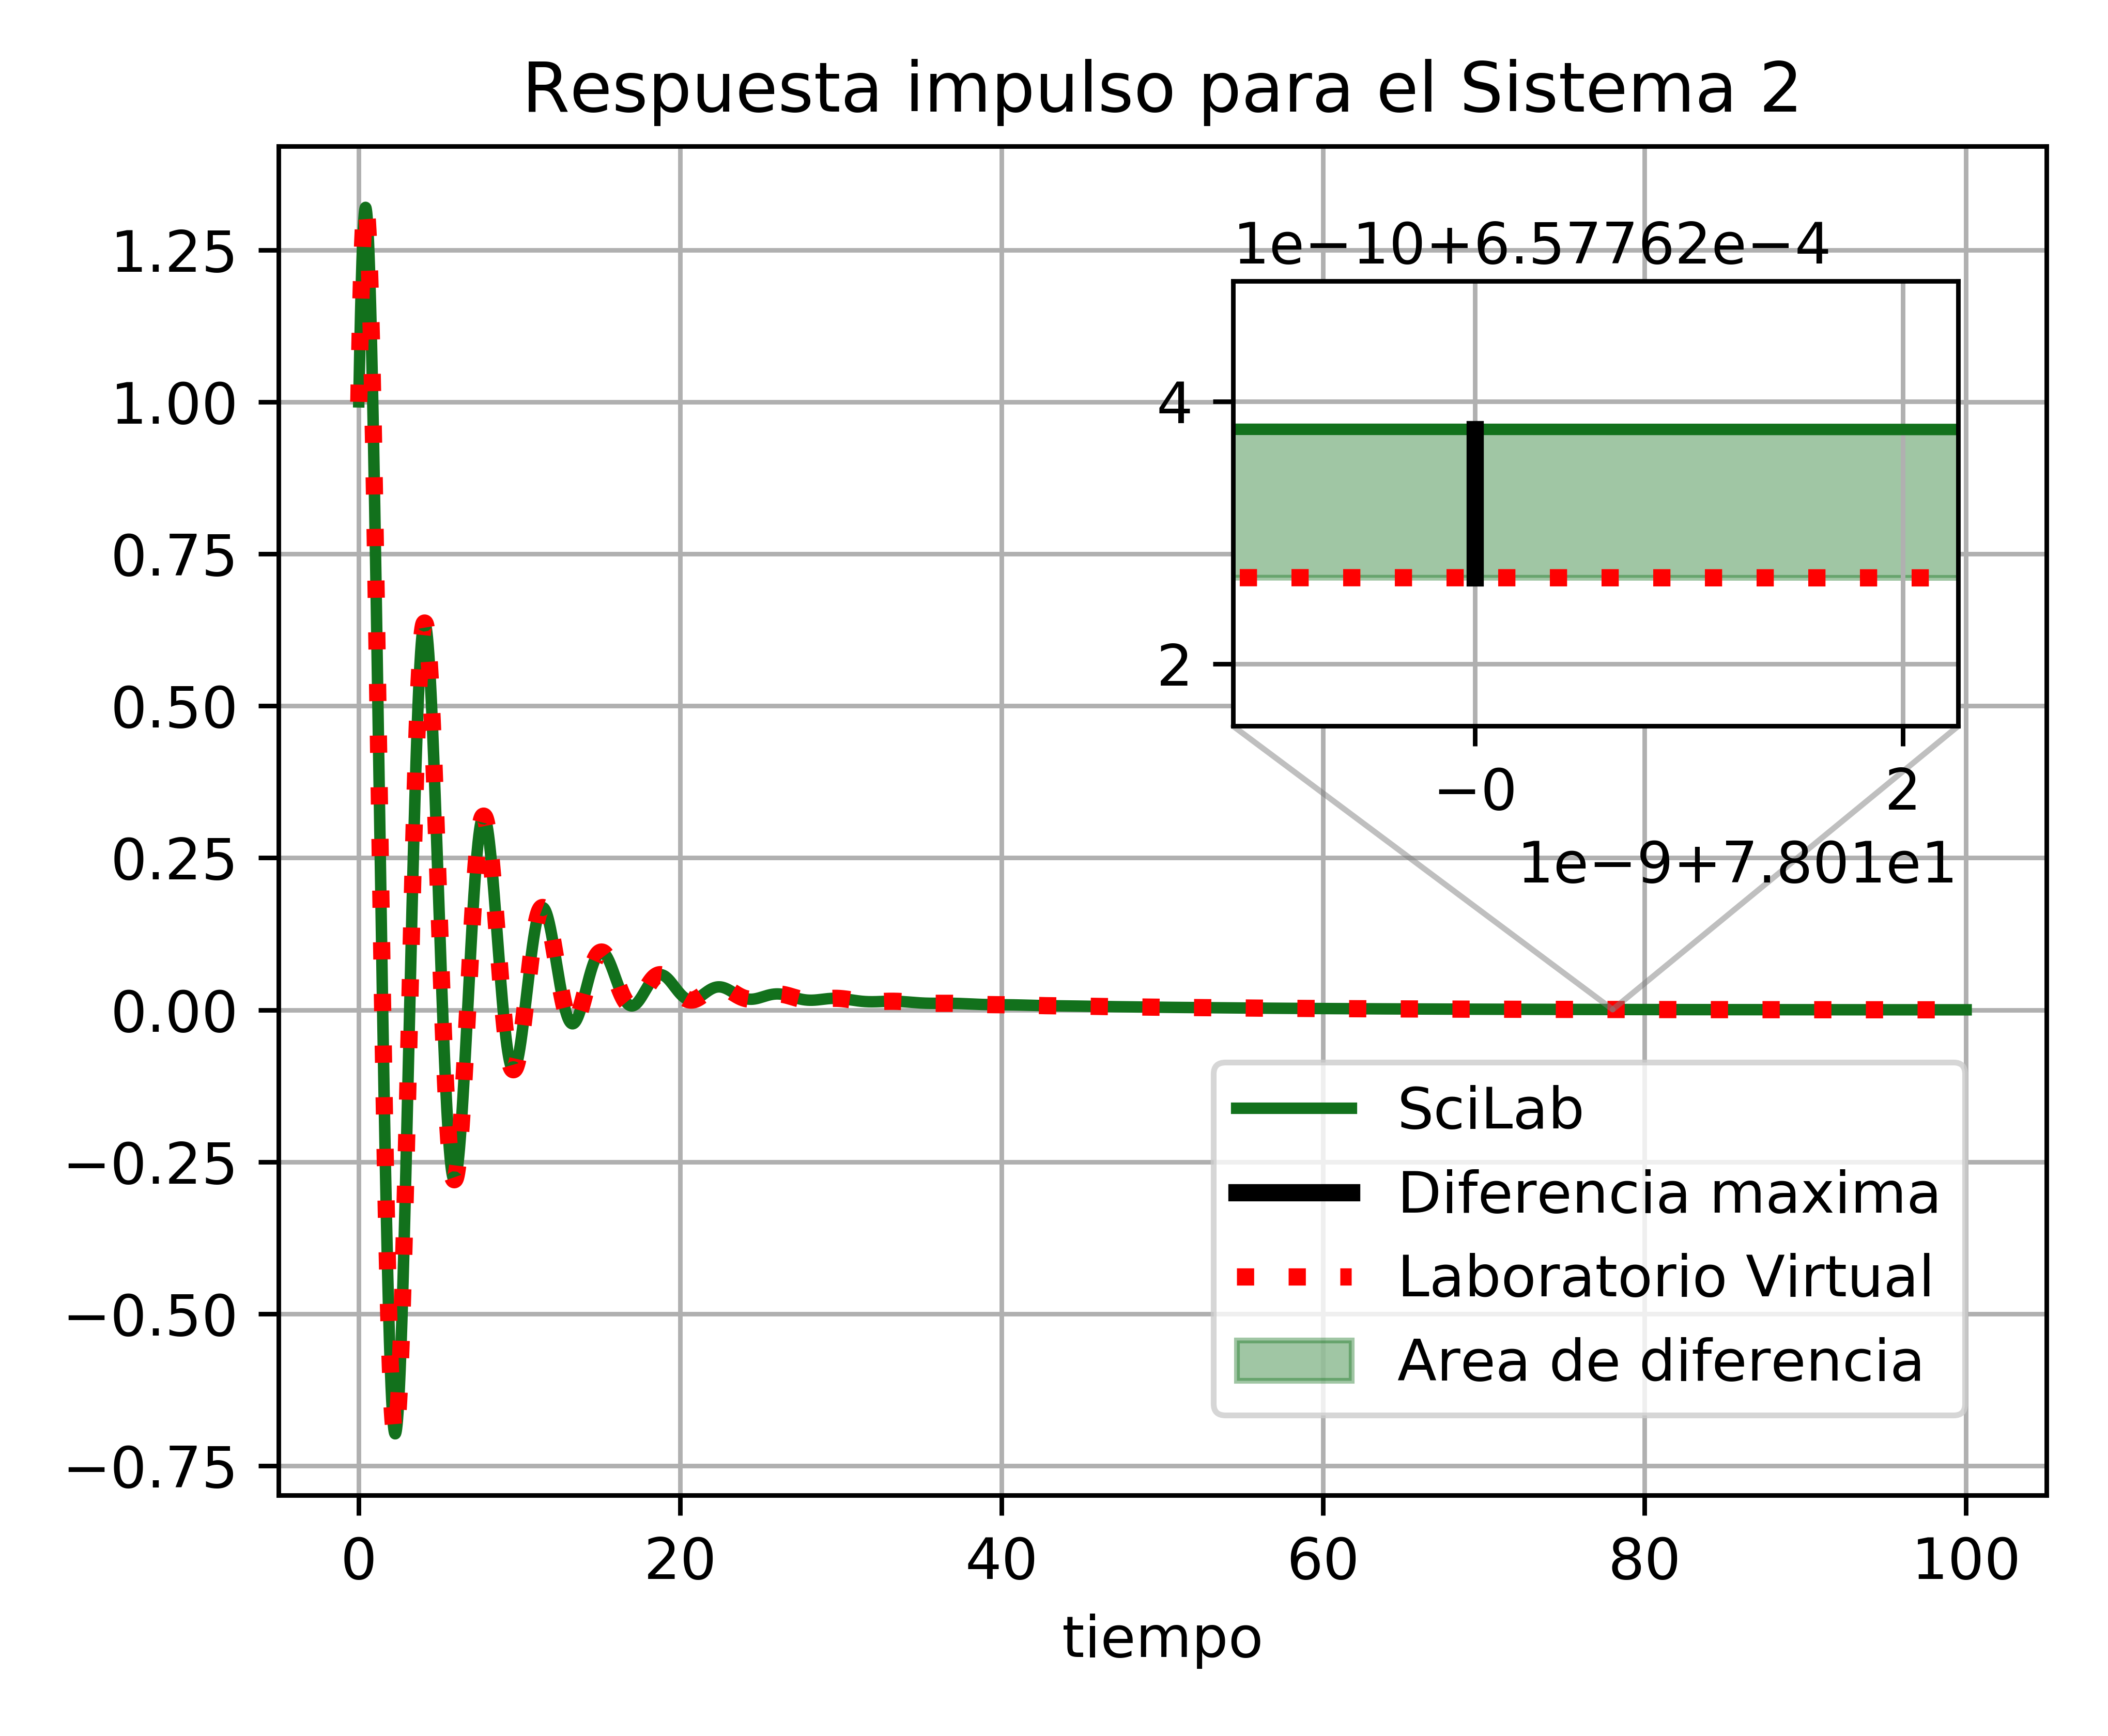 Respuesta impulso para el Sistema 2
1.25
1.00
0.75
0.50
0.25
0.00
−0.25
−0.50
−0.75
1e−10+6.57762e−4
4
2
−0
2
1e−9+7.801e1
SciLab
Diferencia maxima
Laboratorio Virtual
Area de diferencia
0
20
40
60
80
100
tiempo